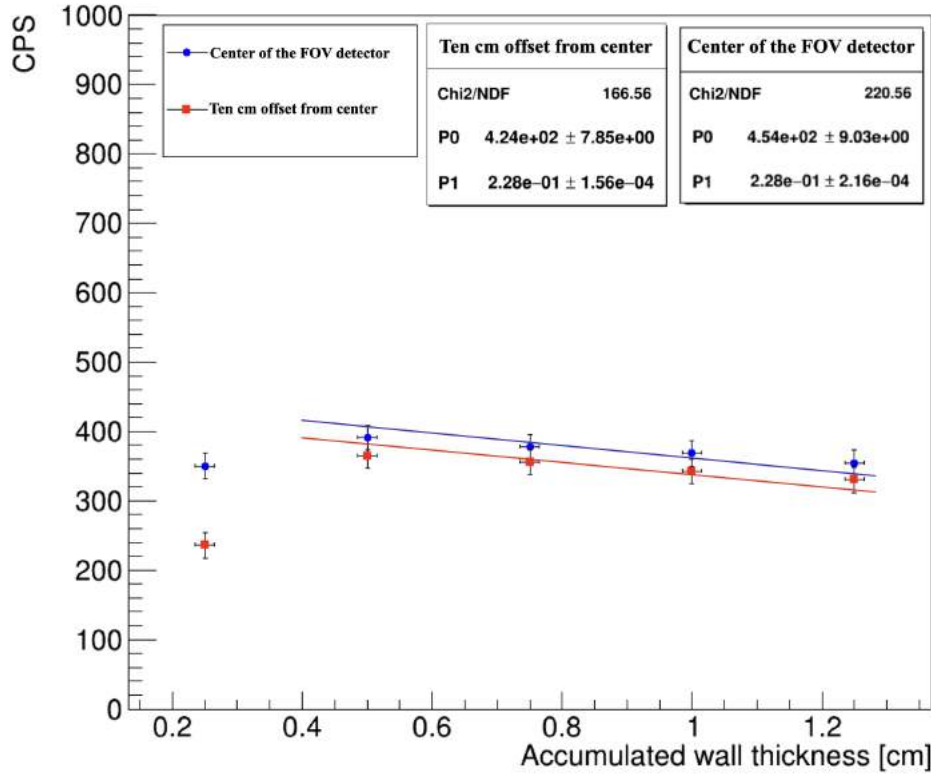 CPS
1000
900
800
700
600
500
400
300
200
100
0
Center of the FOV detector
Ten cm offset from center
Ten cm offset from center
Chi2/NDF 166.56
P0 4.24e+02 ± 7.85e+00
P1 2.28e−01 ± 1.56e−04
Center of the FOV detector
Chi2/NDF 220.56
P0 4.54e+02 ± 9.03e+00
P1 2.28e−01 ± 2.16e−04
0.2 0.4 0.6 0.8 1 1.2
Accumulated wall thickness [cm]